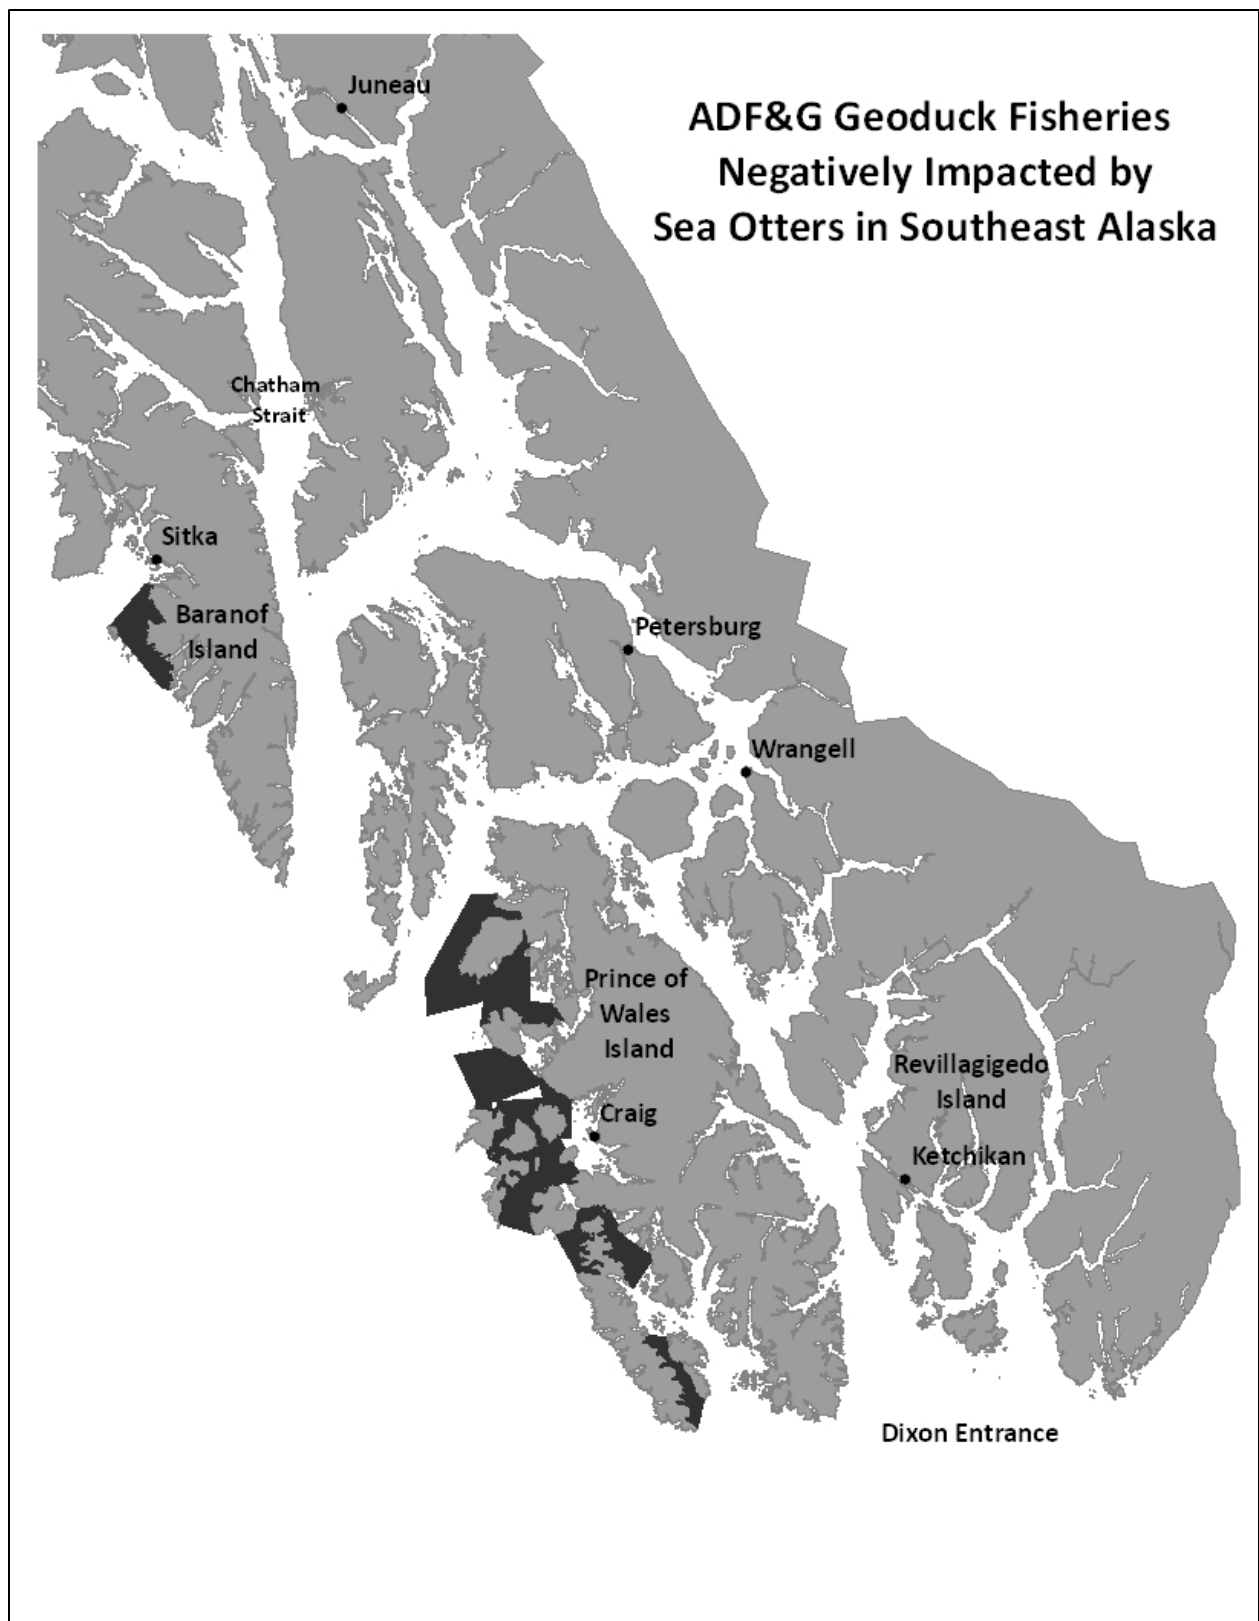 ADF&G Geoduck Fisheries
Negatively Impacted by
Sea Otters in Southeast Alaska
Juneau
Chatham
Strait
Sitka
Baranof
Island
Petersburg
Wrangell
Prince of
Wales
Island
Revillagigedo
Island
Craig
Ketchikan
Dixon Entrance